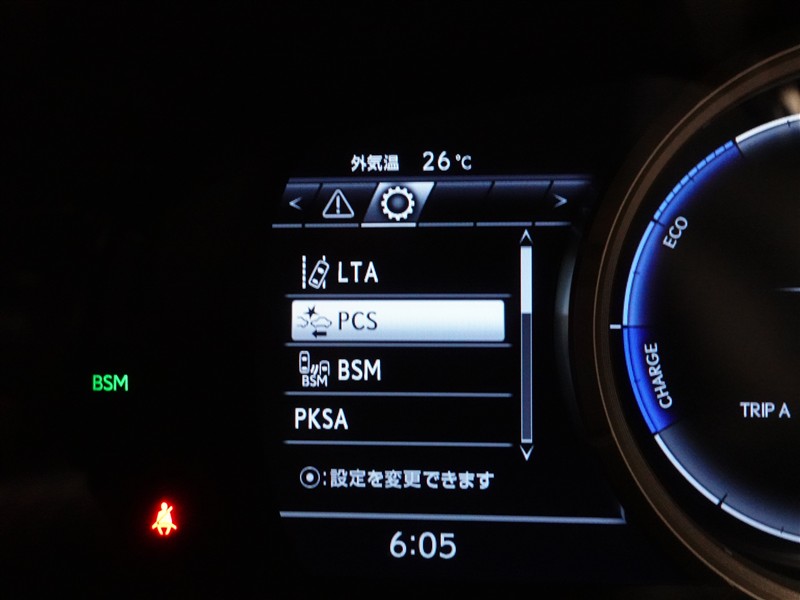 外気温 26℃
LTA
PCS
BSM
BSM
PKSA
:設定を変更できます
6:05
BSM
ECO
CHARGE
TRIP A